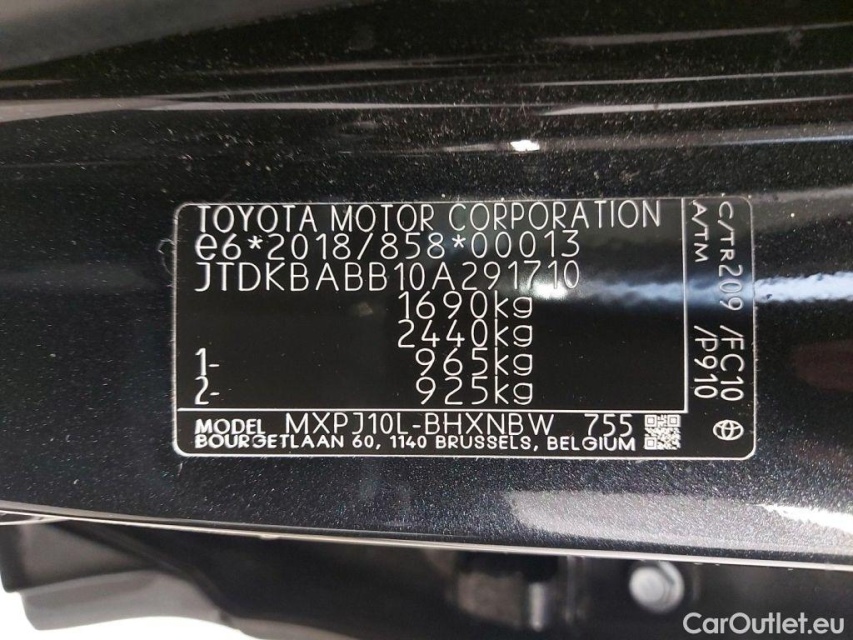 TOYOTA MOTOR CORPORATION
e6*2018/858*00013
JTDKBABB10A291710
1690kg
2440kg
1- 965kg
2- 925kg
MODEL MXPJ10L-BHXNBW 755
BOURGETLAAN 60, 1140 BRUSSELS, BELGIUM
C/TR209 /FC10
A/TM /P910
CarOutlet.eu